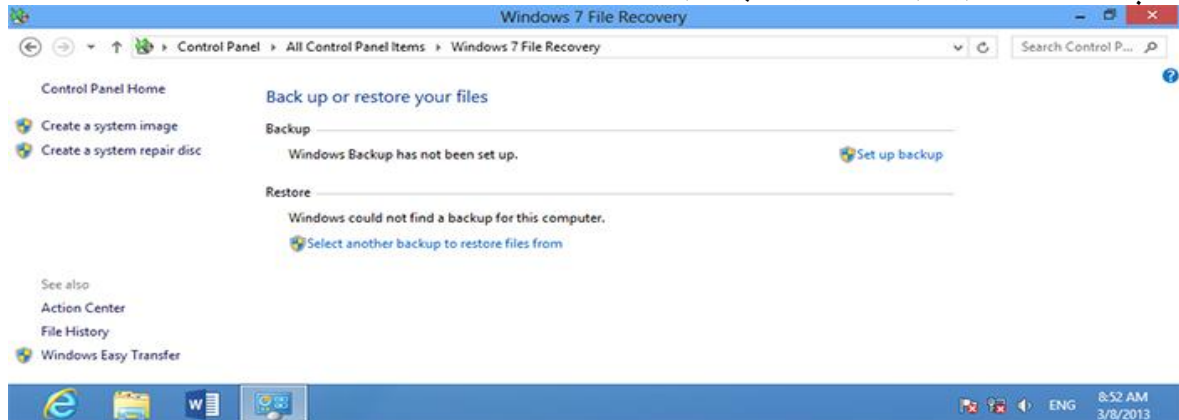 Windows 7 File Recovery
Control Panel ▸ All Control Panel Items ▸ Windows 7 File Recovery
Search Control P...
Control Panel Home
Create a system image
Create a system repair disc
Back up or restore your files
Backup
Windows Backup has not been set up.
Set up backup
Restore
Windows could not find a backup for this computer.
Select another backup to restore files from
See also
Action Center
File History
Windows Easy Transfer
ENG
8:52 AM
3/8/2013